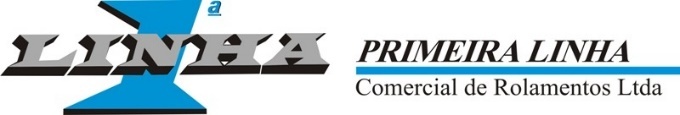 1ª
LINHA
PRIMEIRA LINHA
Comercial de Rolamentos Ltda